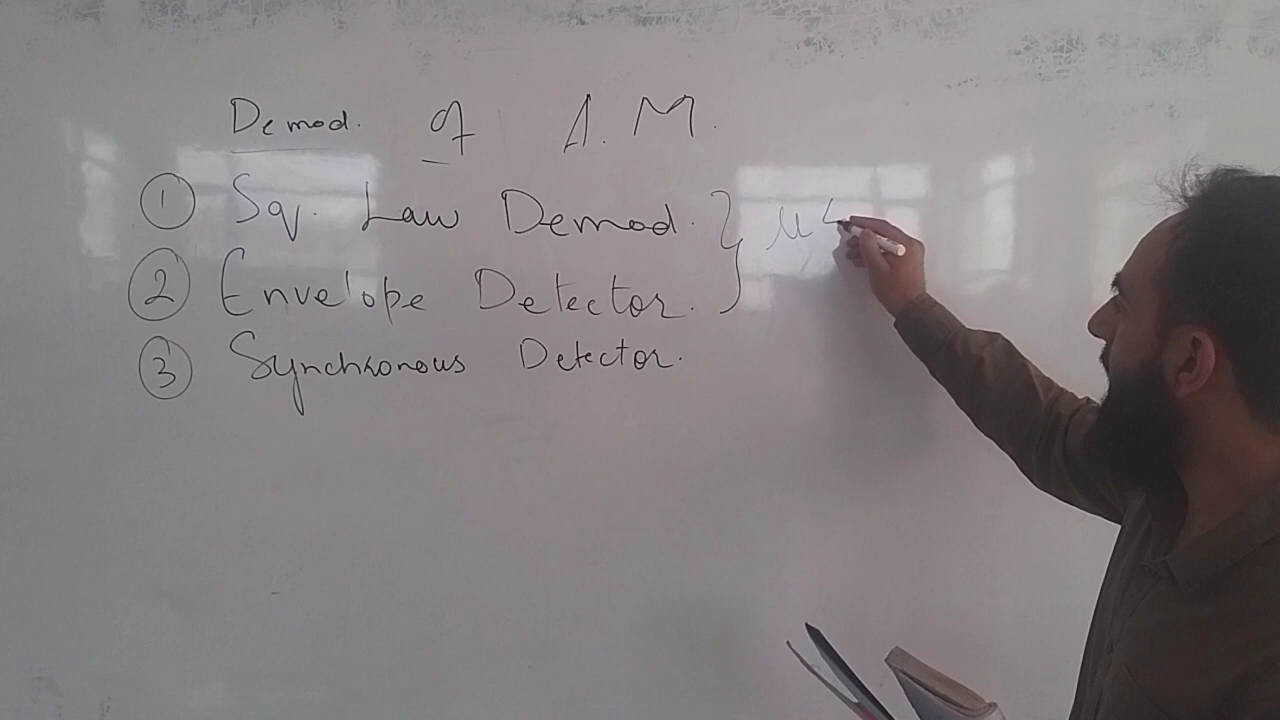 Demod. of A.M.
① Sq. Law Demod. } μ <
② Envelope Detector.
③ Synchronous Detector.